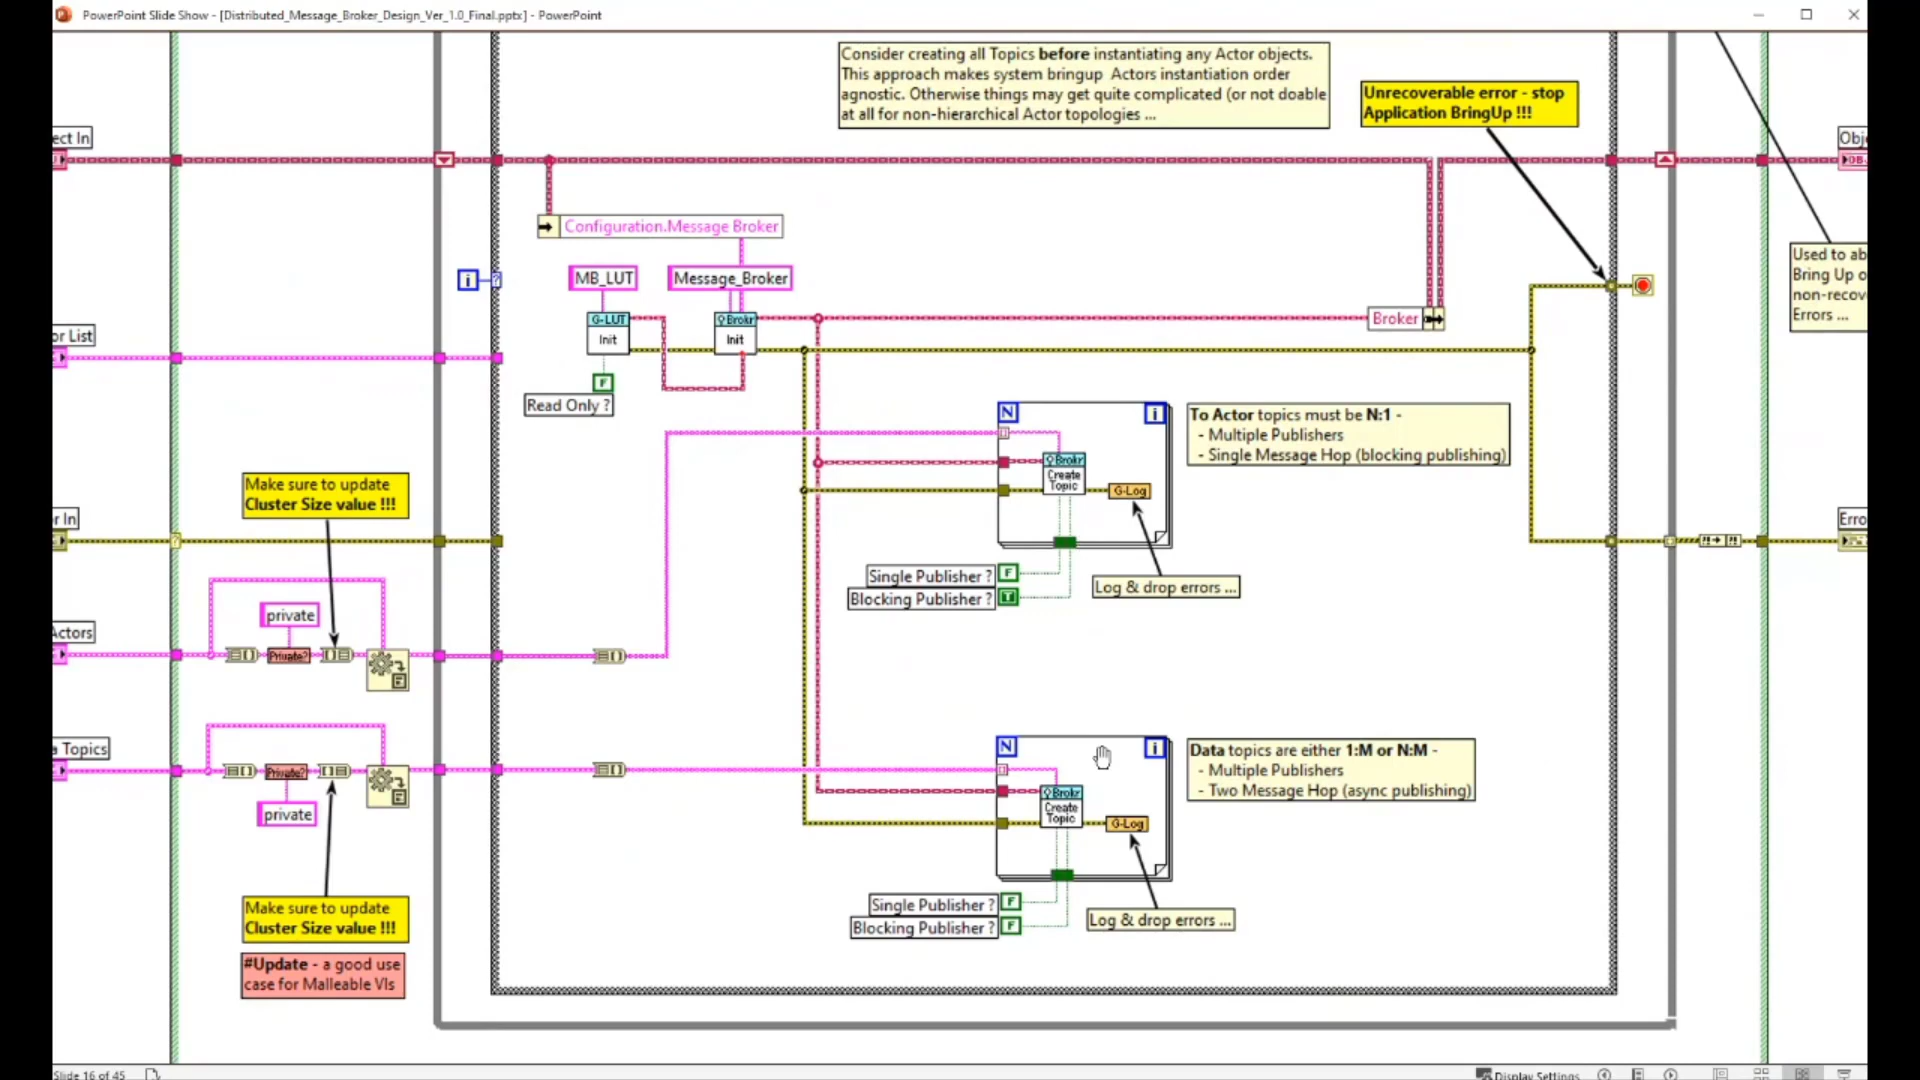 PowerPoint Slide Show - [Distributed_Message_Broker_Design_Ver_1.0_Final.pptx] - PowerPoint
Consider creating all Topics before instantiating any Actor objects.
This approach makes system bringup Actors instantiation order
agnostic. Otherwise things may get quite complicated (or not doable
at all for non-hierarchical Actor topologies ...
Unrecoverable error - stop
Application BringUp !!!
ect In
Obj
OB
Configuration.Message Broker
Used to ab
Bring Up o
non-recov
Errors ...
i
?
MB_LUT
Message_Broker
G-LUT
Init
Brokr
Init
Broker
or List
F
Read Only ?
N
i
To Actor topics must be N:1 -
- Multiple Publishers
- Single Message Hop (blocking publishing)
Brokr
Create
Topic
G-Log
Make sure to update
Cluster Size value !!!
r In
Erro
Single Publisher ?
F
Blocking Publisher ?
T
Log & drop errors ...
private
Actors
Private?
a Topics
Private?
private
N
i
Data topics are either 1:M or N:M -
- Multiple Publishers
- Two Message Hop (async publishing)
Brokr
Create
Topic
G-Log
Single Publisher ?
F
Blocking Publisher ?
F
Log & drop errors ...
Make sure to update
Cluster Size value !!!
#Update - a good use
case for Malleable VIs
Slide 16 of 45
Display Settings